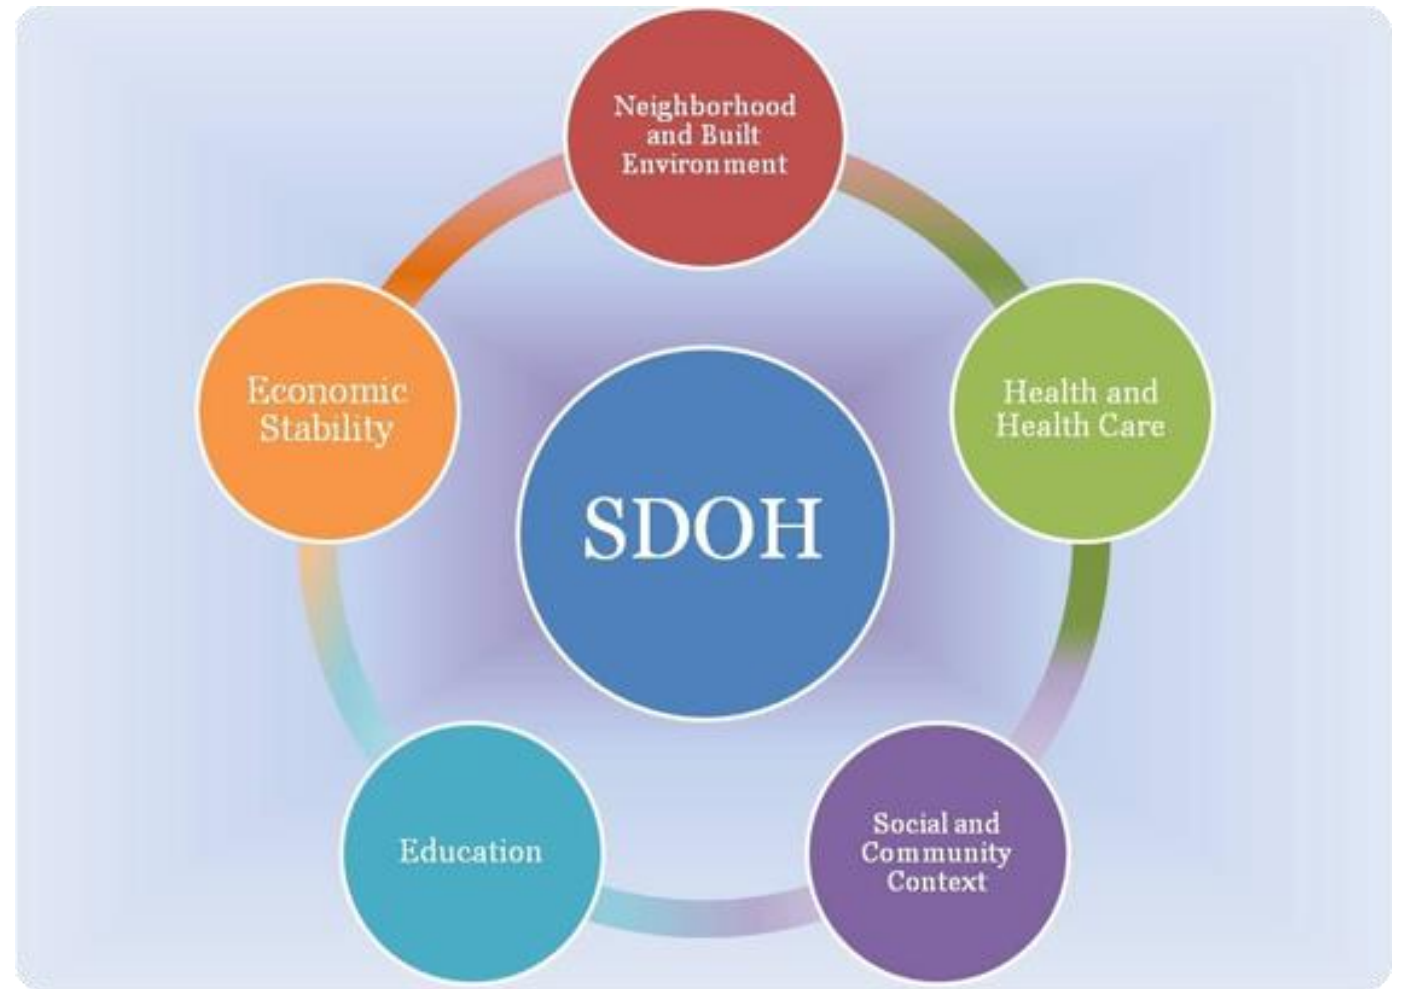 Neighborhood
and Built
Environment
Economic
Stability
Health and
Health Care
SDOH
Education
Social and
Community
Context